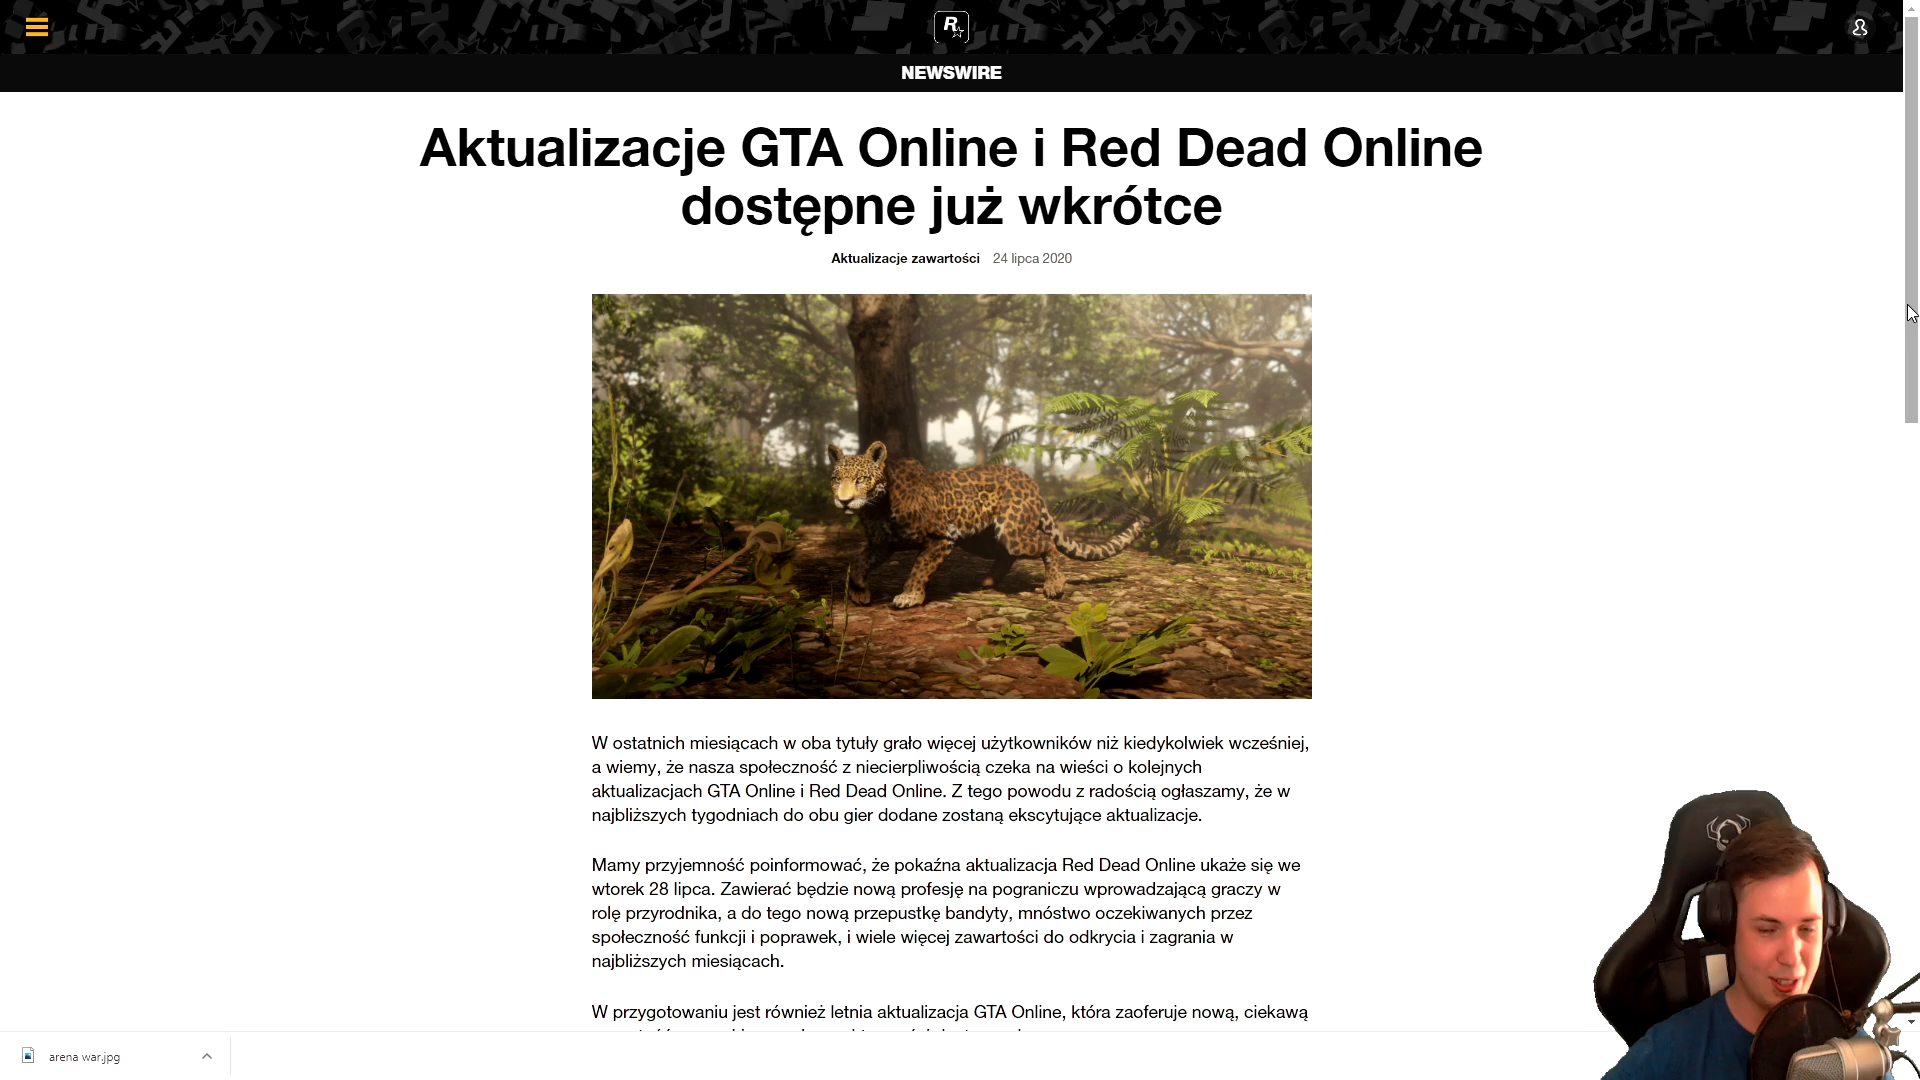 R
NEWSWIRE
Aktualizacje GTA Online i Red Dead Online
dostępne już wkrótce
Aktualizacje zawartości 24 lipca 2020
W ostatnich miesiącach w oba tytuły grało więcej użytkowników niż kiedykolwiek wcześniej,
a wiemy, że nasza społeczność z niecierpliwością czeka na wieści o kolejnych
aktualizacjach GTA Online i Red Dead Online. Z tego powodu z radością ogłaszamy, że w
najbliższych tygodniach do obu gier dodane zostaną ekscytujące aktualizacje.
Mamy przyjemność poinformować, że pokaźna aktualizacja Red Dead Online ukaże się we
wtorek 28 lipca. Zawierać będzie nową profesję na pograniczu wprowadzającą graczy w
rolę przyrodnika, a do tego nową przepustkę bandyty, mnóstwo oczekiwanych przez
społeczność funkcji i poprawek, i wiele więcej zawartości do odkrycia i zagrania w
najbliższych miesiącach.
W przygotowaniu jest również letnia aktualizacja GTA Online, która zaoferuje nową, ciekawą
arena war.jpg